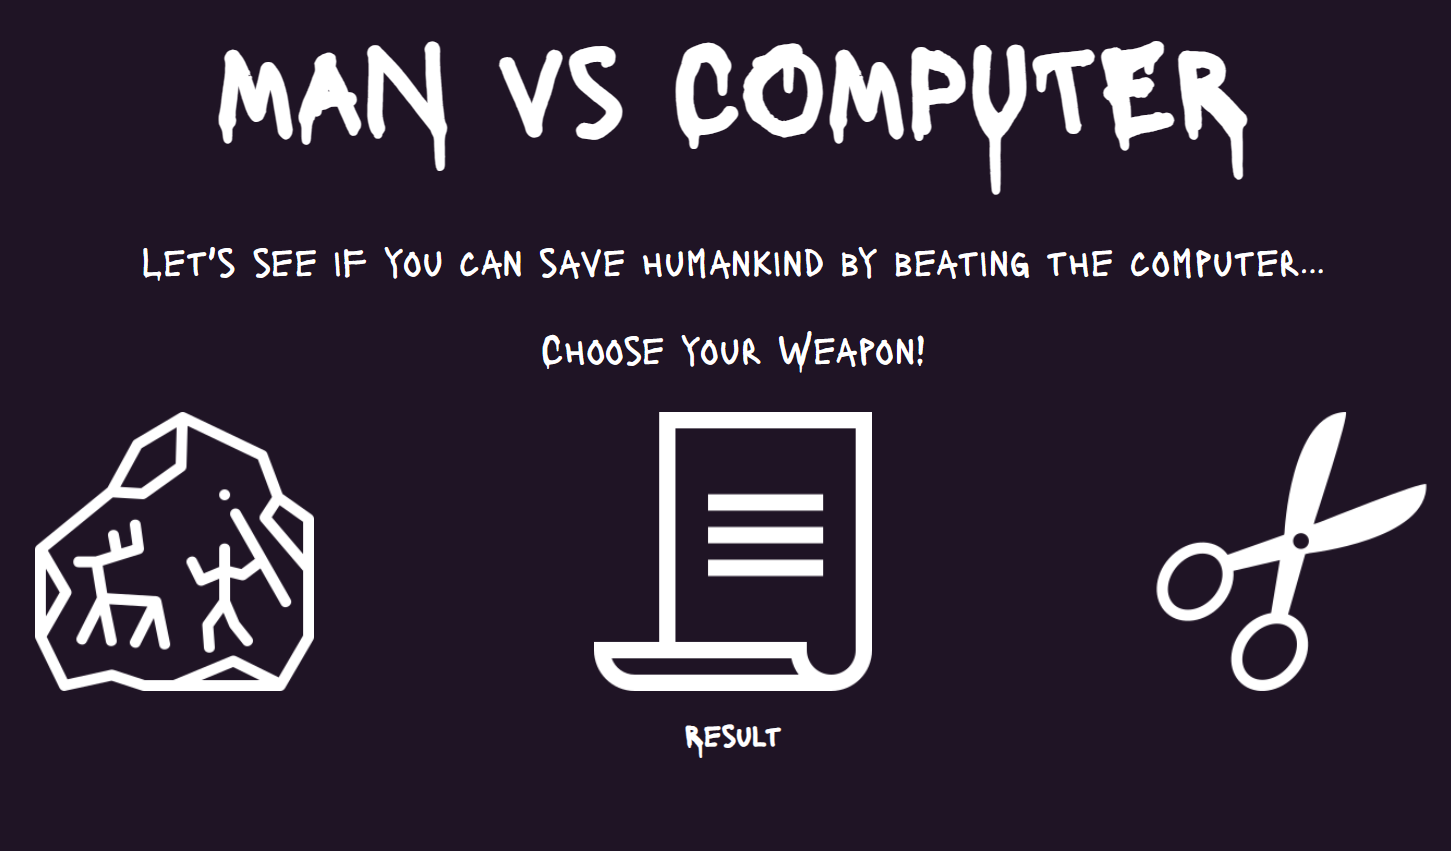 MAN VS COMPUTER
LET'S SEE IF YOU CAN SAVE HUMANKIND BY BEATING THE COMPUTER...
CHOOSE YOUR WEAPON!
RESULT